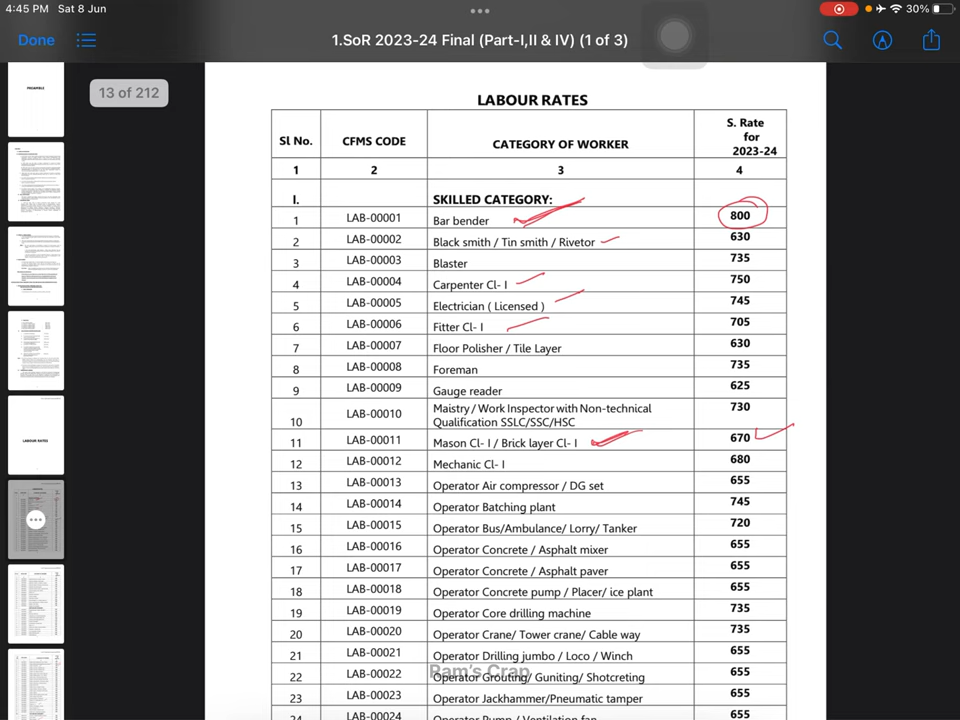 4:45 PM Sat 8 Jun
30%
Done
1.SoR 2023-24 Final (Part-I,II & IV) (1 of 3)
13 of 212
LABOUR RATES
LABOUR RATES
Sl No. CFMS CODE CATEGORY OF WORKER S. Rate for 2023-24
1 2 3 4
I. SKILLED CATEGORY:
1 LAB-00001 Bar bender 800
2 LAB-00002 Black smith / Tin smith / Rivetor 630
3 LAB-00003 Blaster 735
4 LAB-00004 Carpenter Cl- I 750
5 LAB-00005 Electrician ( Licensed ) 745
6 LAB-00006 Fitter Cl- I 705
7 LAB-00007 Floor Polisher / Tile Layer 630
8 LAB-00008 Foreman 735
9 LAB-00009 Gauge reader 625
10 LAB-00010 Maistry / Work Inspector with Non-technical Qualification SSLC/SSC/HSC 730
11 LAB-00011 Mason Cl- I / Brick layer Cl- I 670
12 LAB-00012 Mechanic Cl- I 680
13 LAB-00013 Operator Air compressor / DG set 655
14 LAB-00014 Operator Batching plant 745
15 LAB-00015 Operator Bus/Ambulance/ Lorry/ Tanker 720
16 LAB-00016 Operator Concrete / Asphalt mixer 655
17 LAB-00017 Operator Concrete / Asphalt paver 655
18 LAB-00018 Operator Concrete pump / Placer/ ice plant 655
19 LAB-00019 Operator Core drilling machine 735
20 LAB-00020 Operator Crane/ Tower crane/ Cable way 735
21 LAB-00021 Operator Drilling jumbo / Loco / Winch 655
22 LAB-00022 Operator Grouting/ Guniting/ Shotcreting 655
Ram's Crap
23 LAB-00023 Operator Jackhammer/Pneumatic tamper 655
24 LAB-00024 Operator Pump / Ventilation fan 655